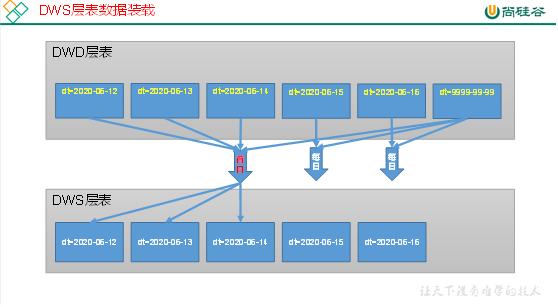 DWS层表数据装载
尚硅谷
DWD层表
dt=2020-06-12
dt=2020-06-13
dt=2020-06-14
dt=2020-06-15
dt=2020-06-16
dt=9999-99-99
首日
每日
每日
DWS层表
dt=2020-06-12
dt=2020-06-13
dt=2020-06-14
dt=2020-06-15
dt=2020-06-16
让天下没有难学的技术